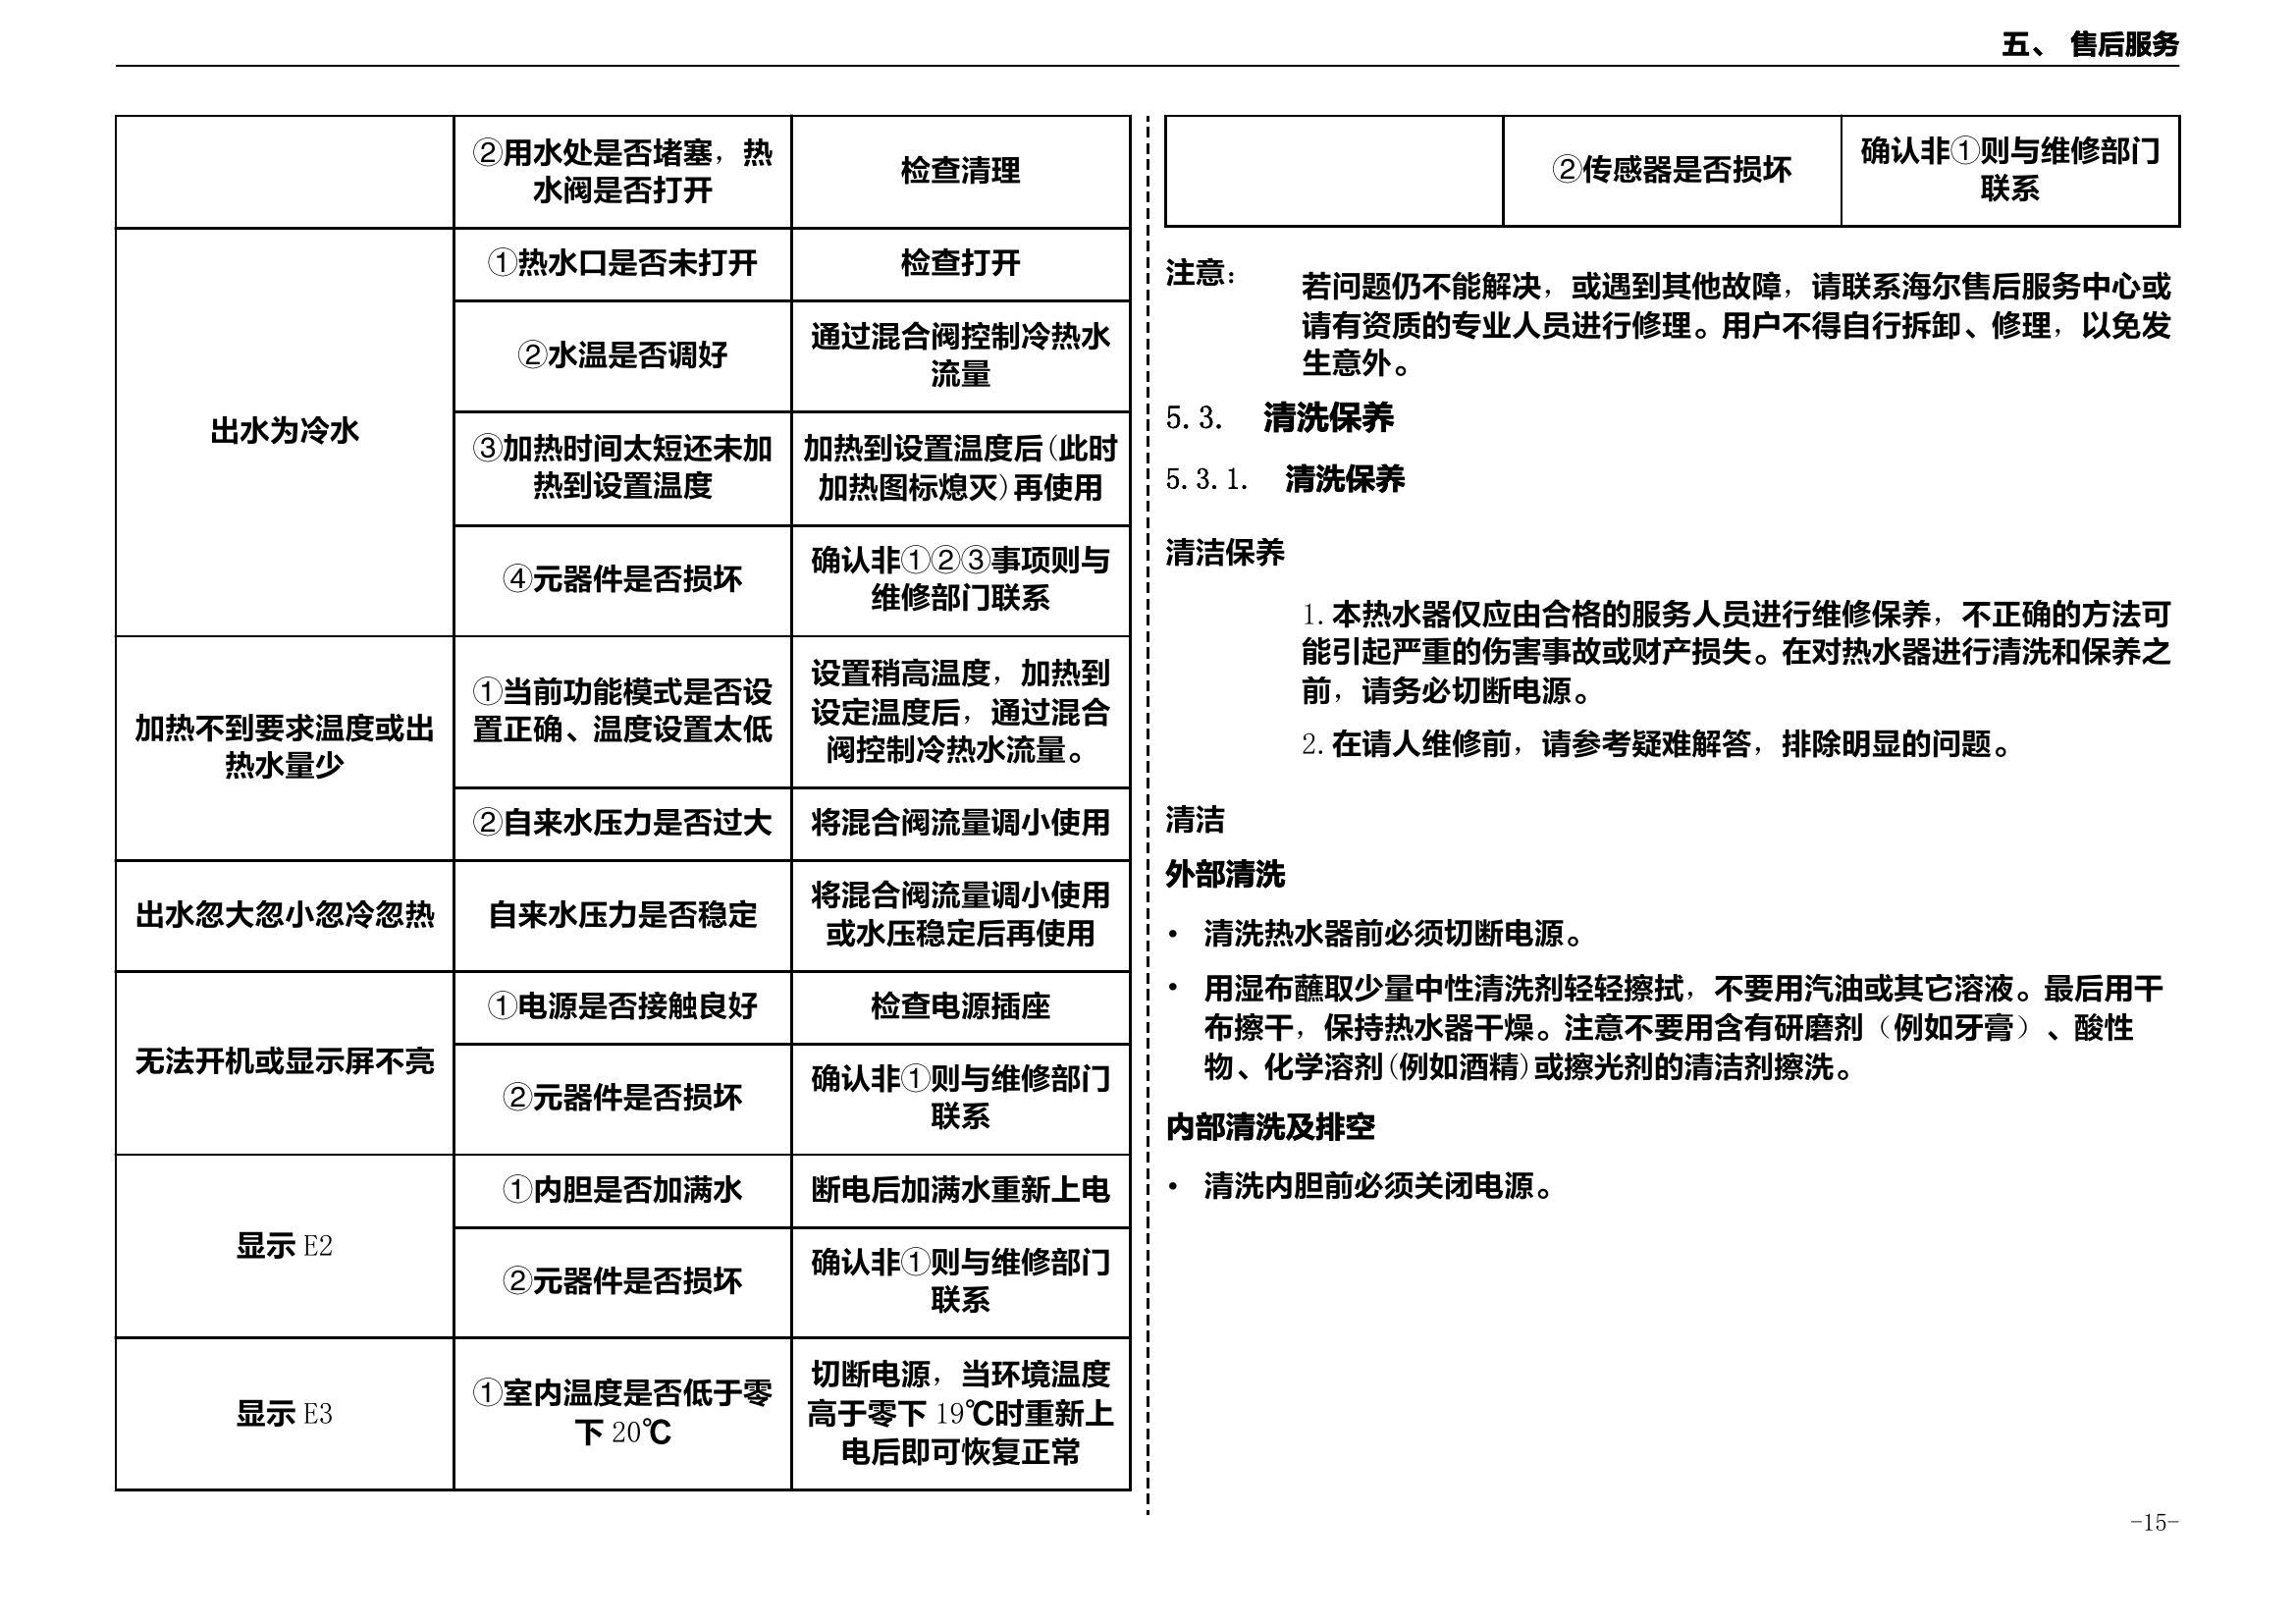 五、 售后服务
②用水处是否堵塞，热
水阀是否打开
检查清理
出水为冷水
①热水口是否未打开
检查打开
②水温是否调好
通过混合阀控制冷热水
流量
③加热时间太短还未加
热到设置温度
加热到设置温度后(此时
加热图标熄灭)再使用
④元器件是否损坏
确认非①②③事项则与
维修部门联系
加热不到要求温度或出
热水量少
①当前功能模式是否设
置正确、温度设置太低
设置稍高温度，加热到
设定温度后，通过混合
阀控制冷热水流量。
②自来水压力是否过大
将混合阀流量调小使用
出水忽大忽小忽冷忽热
自来水压力是否稳定
将混合阀流量调小使用
或水压稳定后再使用
无法开机或显示屏不亮
①电源是否接触良好
检查电源插座
②元器件是否损坏
确认非①则与维修部门
联系
显示 E2
①内胆是否加满水
断电后加满水重新上电
②元器件是否损坏
确认非①则与维修部门
联系
显示 E3
①室内温度是否低于零
下 20℃
切断电源，当环境温度
高于零下 19℃时重新上
电后即可恢复正常
②传感器是否损坏
确认非①则与维修部门
联系
注意：
若问题仍不能解决，或遇到其他故障，请联系海尔售后服务中心或
请有资质的专业人员进行修理。用户不得自行拆卸、修理，以免发
生意外。
5.3. 清洗保养
5.3.1. 清洗保养
清洁保养
1.本热水器仅应由合格的服务人员进行维修保养，不正确的方法可
能引起严重的伤害事故或财产损失。在对热水器进行清洗和保养之
前，请务必切断电源。
2.在请人维修前，请参考疑难解答，排除明显的问题。
清洁
外部清洗
• 清洗热水器前必须切断电源。
• 用湿布蘸取少量中性清洗剂轻轻擦拭，不要用汽油或其它溶液。最后用干
布擦干，保持热水器干燥。注意不要用含有研磨剂（例如牙膏）、酸性
物、化学溶剂(例如酒精)或擦光剂的清洁剂擦洗。
内部清洗及排空
• 清洗内胆前必须关闭电源。
-15-